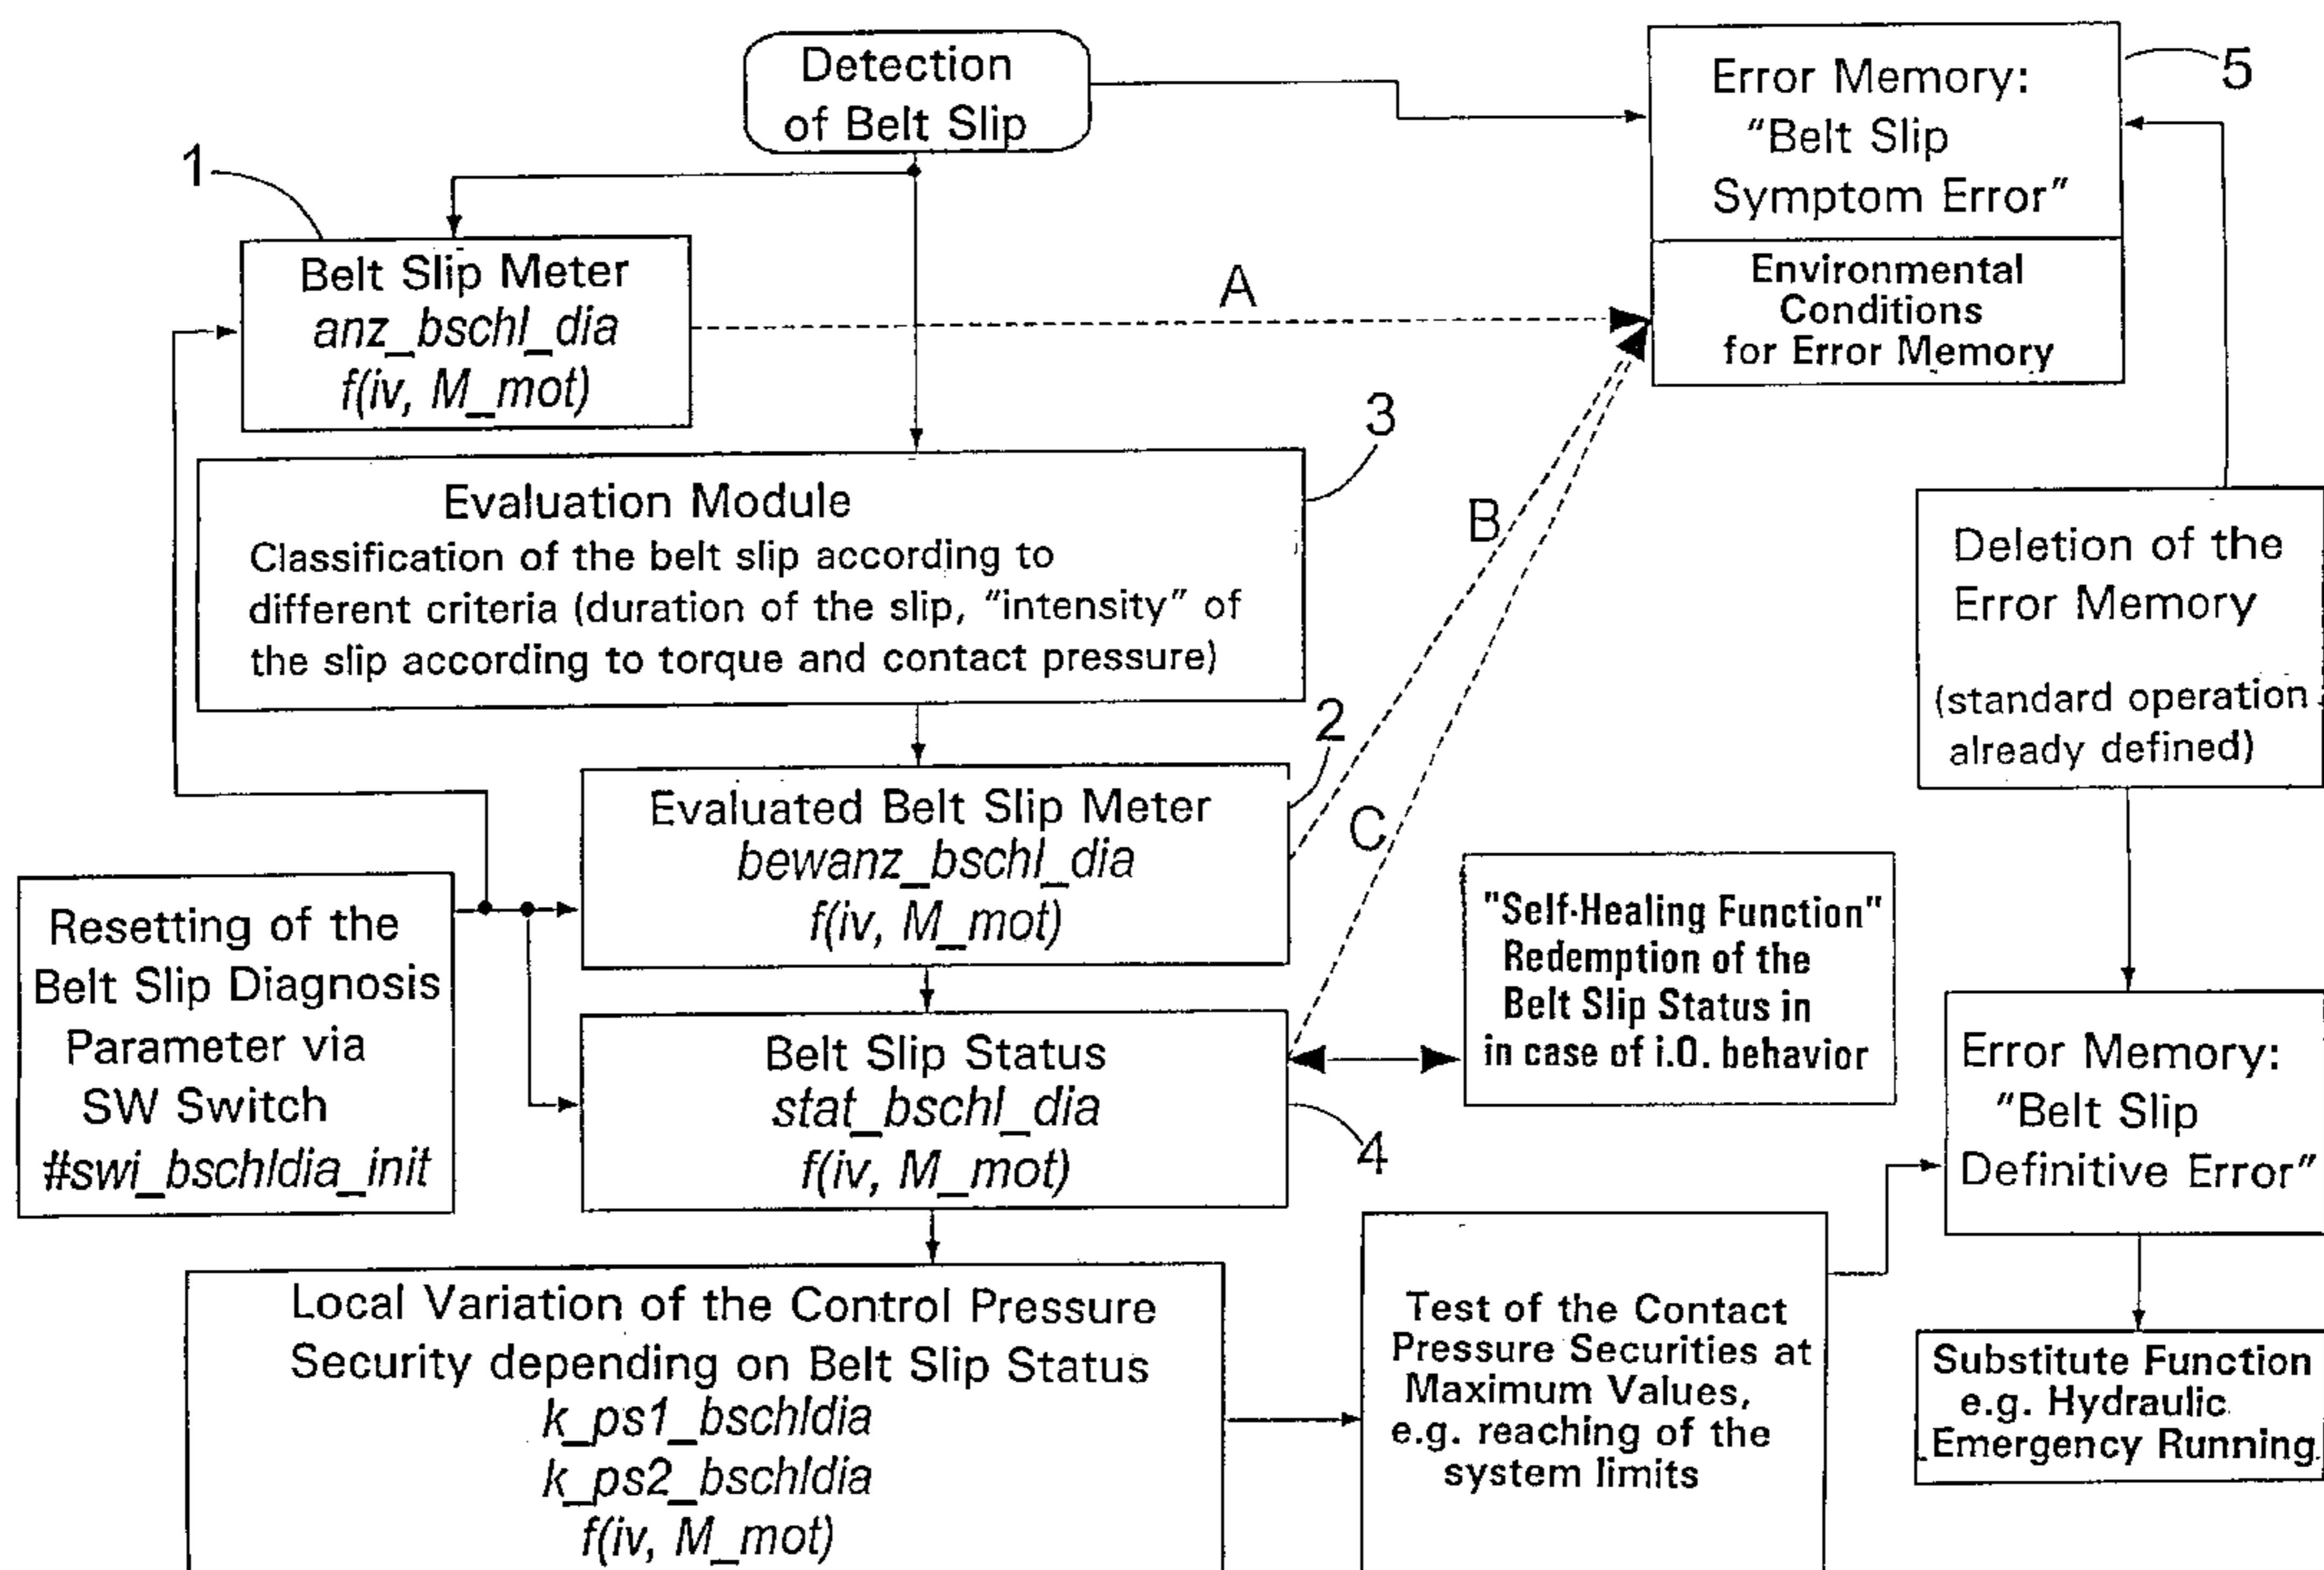 Detection
of Belt Slip
Error Memory:
"Belt Slip
Symptom Error"
Environmental
Conditions
for Error Memory
5
1
Belt Slip Meter
anz_bschl_dia
f(iv, M_mot)
A
3
Evaluation Module
Classification of the belt slip according to
different criteria (duration of the slip, "intensity" of
the slip according to torque and contact pressure)
B
Deletion of the
Error Memory
(standard operation
already defined)
2
Evaluated Belt Slip Meter
bewanz_bschl_dia
f(iv, M_mot)
C
Resetting of the
Belt Slip Diagnosis
Parameter via
SW Switch
#swi_bschldia_init
"Self-Healing Function"
Redemption of the
Belt Slip Status in
in case of i.O. behavior
Belt Slip Status
stat_bschl_dia
f(iv, M_mot)
4
Error Memory:
"Belt Slip
Definitive Error"
Local Variation of the Control Pressure
Security depending on Belt Slip Status
k_ps1_bschldia
k_ps2_bschldia
f(iv, M_mot)
Test of the Contact
Pressure Securities at
Maximum Values,
e.g. reaching of the
system limits
Substitute Function
e.g. Hydraulic
Emergency Running